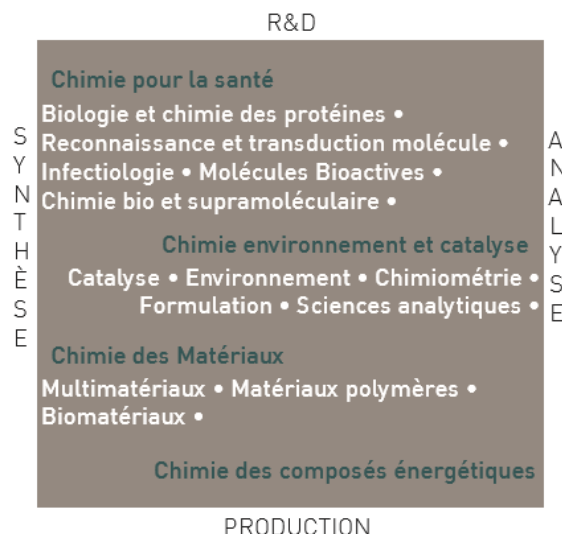 R&D
SYNTHÈSE
Chimie pour la santé
Biologie et chimie des protéines •
Reconnaissance et transduction molécule •
Infectiologie • Molécules Bioactives •
Chimie bio et supramoléculaire •
Chimie environnement et catalyse
Catalyse • Environnement • Chimiométrie •
Formulation • Sciences analytiques •
Chimie des Matériaux
Multimatériaux • Matériaux polymères •
Biomatériaux •
Chimie des composés énergétiques
ANALYSE
PRODUCTION